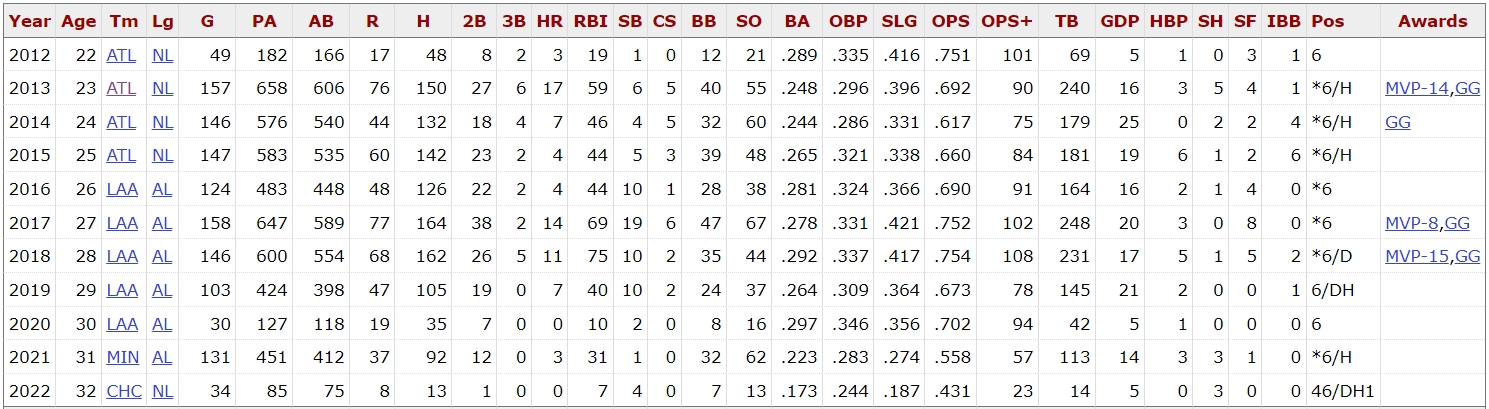 Year Age Tm Lg G PA AB R H 2B 3B HR RBI SB CS BB SO BA OBP SLG OPS OPS+ TB GDP HBP SH SF IBB Pos Awards
2012 22 ATL NL 49 182 166 17 48 8 2 3 19 1 0 12 21 .289 .335 .416 .751 101 69 5 1 0 3 1 6
2013 23 ATL NL 157 658 606 76 150 27 6 17 59 6 5 40 55 .248 .296 .396 .692 90 240 16 3 5 4 1 *6/H MVP-14,GG
2014 24 ATL NL 146 576 540 44 132 18 4 7 46 4 5 32 60 .244 .286 .331 .617 75 179 25 0 2 2 4 *6/H GG
2015 25 ATL NL 147 583 535 60 142 23 2 4 44 5 3 39 48 .265 .321 .338 .660 84 181 19 6 1 2 6 *6/H
2016 26 LAA AL 124 483 448 48 126 22 2 4 44 10 1 28 38 .281 .324 .366 .690 91 164 16 2 1 4 0 *6
2017 27 LAA AL 158 647 589 77 164 38 2 14 69 19 6 47 67 .278 .331 .421 .752 102 248 20 3 0 8 0 *6 MVP-8,GG
2018 28 LAA AL 146 600 554 68 162 26 5 11 75 10 2 35 44 .292 .337 .417 .754 108 231 17 5 1 5 2 *6/D MVP-15,GG
2019 29 LAA AL 103 424 398 47 105 19 0 7 40 10 2 24 37 .264 .309 .364 .673 78 145 21 2 0 0 1 6/DH
2020 30 LAA AL 30 127 118 19 35 7 0 0 10 2 0 8 16 .297 .346 .356 .702 94 42 5 1 0 0 0 6
2021 31 MIN AL 131 451 412 37 92 12 0 3 31 1 0 32 62 .223 .283 .274 .558 57 113 14 3 3 1 0 *6/H
2022 32 CHC NL 34 85 75 8 13 1 0 0 7 4 0 7 13 .173 .244 .187 .431 23 14 5 0 3 0 0 46/DH1